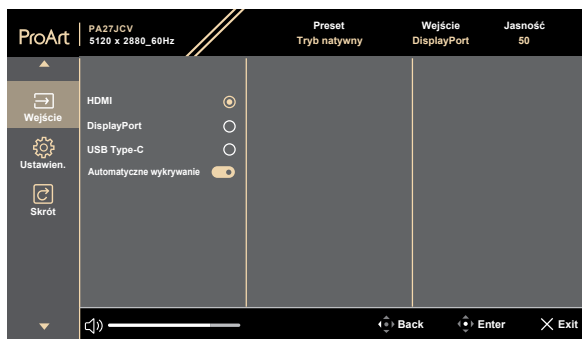 ProArt
PA27JCV
5120 x 2880_60Hz
Preset
Tryb natywny
Wejście
DisplayPort
Jasność
50
Wejście
Ustawien.
Skrót
HDMI
DisplayPort
USB Type-C
Automatyczne wykrywanie
Back
Enter
Exit